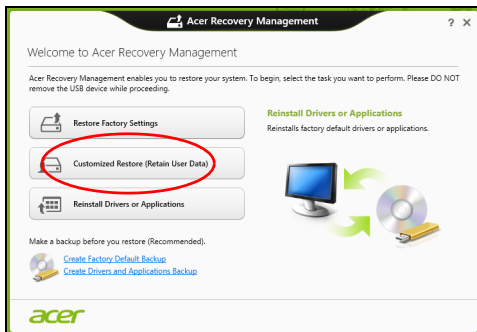 Acer Recovery Management
? ×
Welcome to Acer Recovery Management
Acer Recovery Management enables you to restore your system. To begin, select the task you want to perform. Please DO NOT
remove the USB device while proceeding.
Restore Factory Settings
Customized Restore (Retain User Data)
Reinstall Drivers or Applications
Reinstall Drivers or Applications
Reinstalls factory default drivers or applications.
Make a backup before you restore (Recommended).
Create Factory Default Backup
Create Drivers and Applications Backup
acer